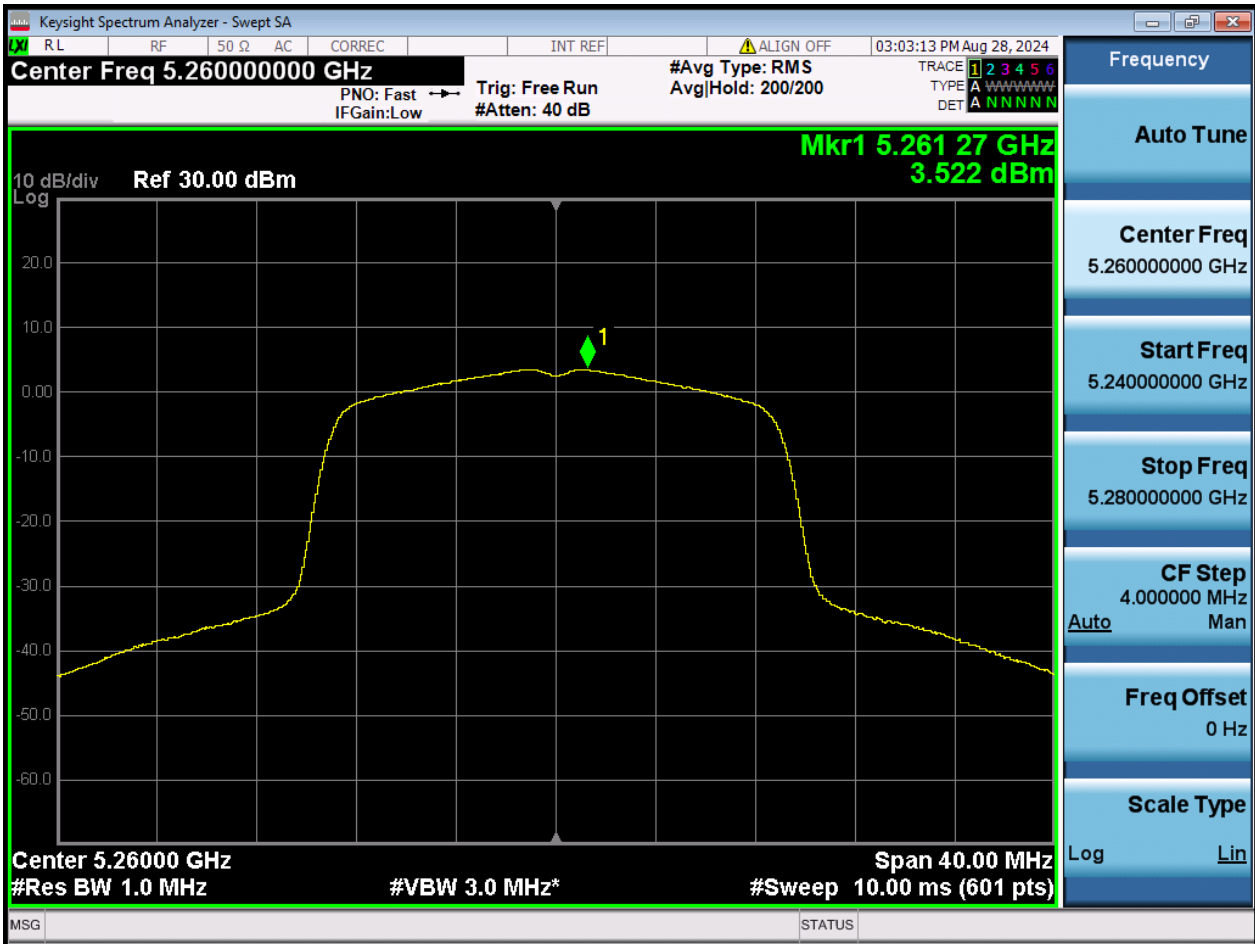 Keysight Spectrum Analyzer - Swept SA
LXI RL RF 50 Ω AC CORREC INT REF ALIGN OFF 03:03:13 PM Aug 28, 2024
Center Freq 5.260000000 GHz
PNO: Fast
IFGain:Low
Trig: Free Run
#Atten: 40 dB
#Avg Type: RMS
Avg|Hold: 200/200
TRACE 1 2 3 4 5 6
TYPE A WWWWW
DET A N N N N N
Mkr1 5.261 27 GHz
3.522 dBm
10 dB/div Ref 30.00 dBm
Log
20.0
10.0
0.00
-10.0
-20.0
-30.0
-40.0
-50.0
-60.0
1
Center 5.26000 GHz Span 40.00 MHz
#Res BW 1.0 MHz #VBW 3.0 MHz* #Sweep 10.00 ms (601 pts)
MSG STATUS
Frequency
Auto Tune
Center Freq
5.260000000 GHz
Start Freq
5.240000000 GHz
Stop Freq
5.280000000 GHz
CF Step
4.000000 MHz
Auto Man
Freq Offset
0 Hz
Scale Type
Log Lin